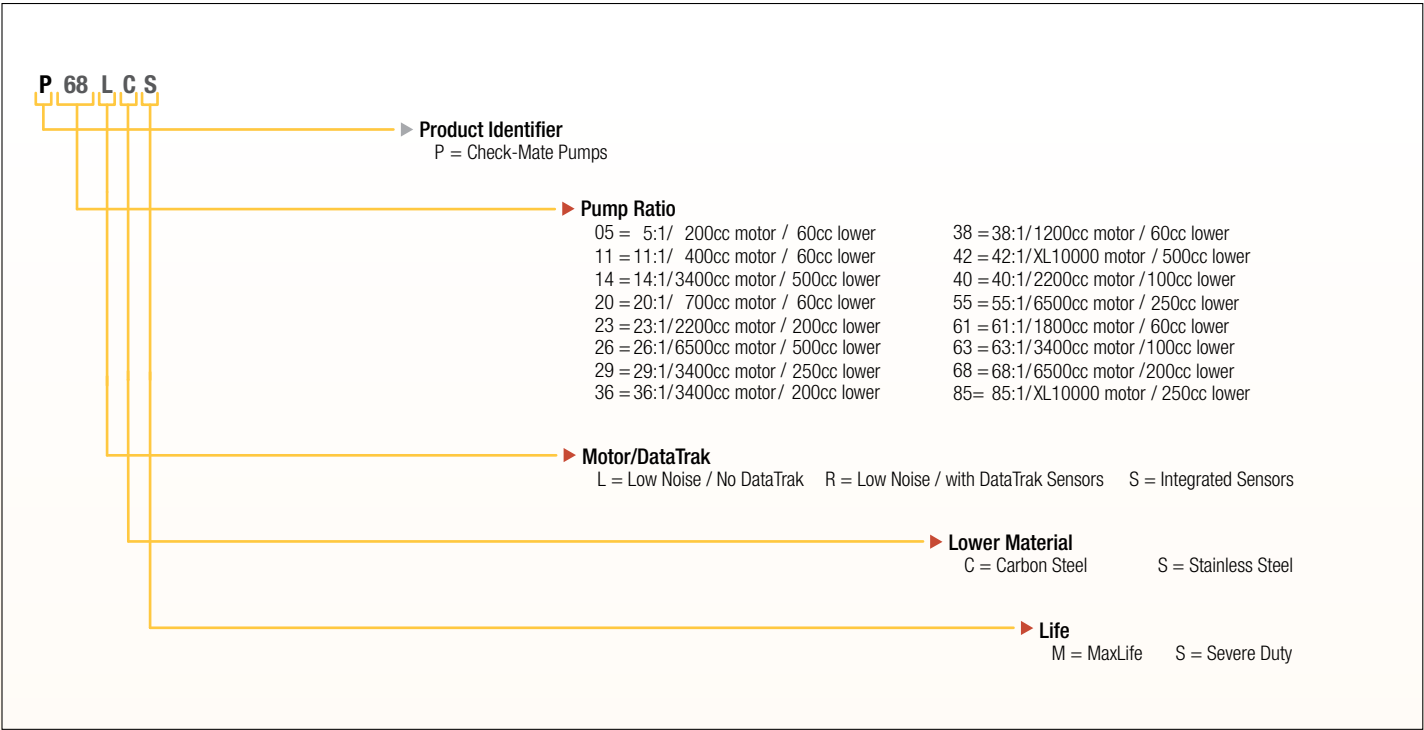 P 68 L C S
Product Identifier
P = Check-Mate Pumps
Pump Ratio
05 = 5:1/ 200cc motor / 60cc lower
11 = 11:1/ 400cc motor / 60cc lower
14 = 14:1/3400cc motor / 500cc lower
20 = 20:1/ 700cc motor / 60cc lower
23 = 23:1/2200cc motor / 200cc lower
26 = 26:1/6500cc motor / 500cc lower
29 = 29:1/3400cc motor / 250cc lower
36 = 36:1/3400cc motor / 200cc lower
38 = 38:1/1200cc motor / 60cc lower
42 = 42:1/XL10000 motor / 500cc lower
40 = 40:1/2200cc motor /100cc lower
55 = 55:1/6500cc motor / 250cc lower
61 = 61:1/1800cc motor / 60cc lower
63 = 63:1/3400cc motor /100cc lower
68 = 68:1/6500cc motor /200cc lower
85= 85:1/XL10000 motor / 250cc lower
Motor/DataTrak
L = Low Noise / No DataTrak R = Low Noise / with DataTrak Sensors S = Integrated Sensors
Lower Material
C = Carbon Steel S = Stainless Steel
Life
M = MaxLife S = Severe Duty